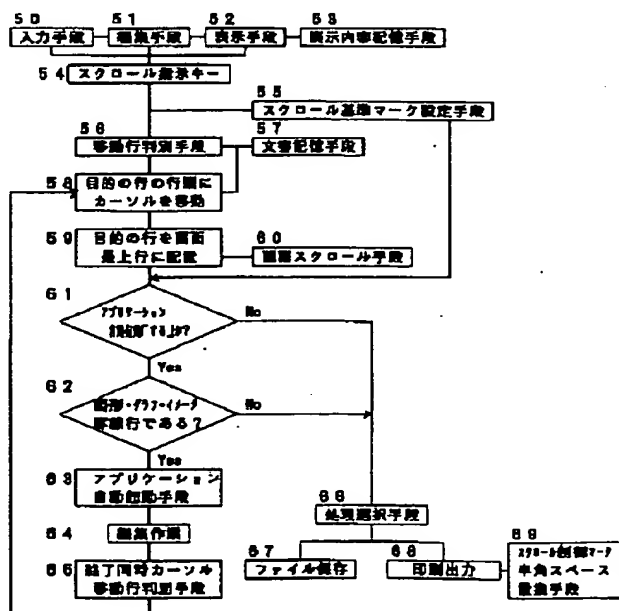 50 51 52 53
入力手段 編集手段 表示手段 表示内容記憶手段
54 スクロール指示キー
55
スクロール基準マーク設定手段
56 57
移動行判別手段 文書記憶手段
58 目的の行の行頭に
カーソルを移動
59 目的の行を画面
最上行に配置
60
画面スクロール手段
61
アプリケーション
No
Yes
62
図形・グラフ・イメージ
No
Yes
63 アプリケーション
自動起動手段
64 編集作業
65 終了同時カーソル
移動行判別手段
66
処理選択手段
67 68
ファイル保存 印刷出力
69
スクロール制御マーク
半角スペース
手段